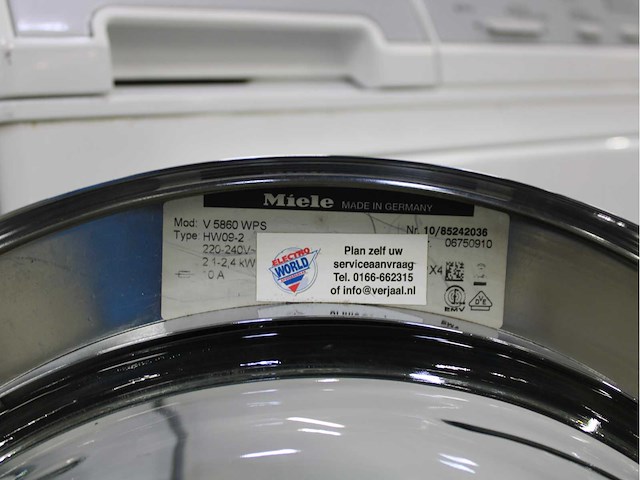 Miele MADE IN GERMANY
Mod: V 5860 WPS
Nr. 10/85242036
Type: HW09-2
06750910
220-240V~
2,1-2,4 kW
10 A
X4
ELECTRO
WORLD
Plan zelf uw
serviceaanvraag
Tel. 0166-662315
of info@verjaal.nl
EMV